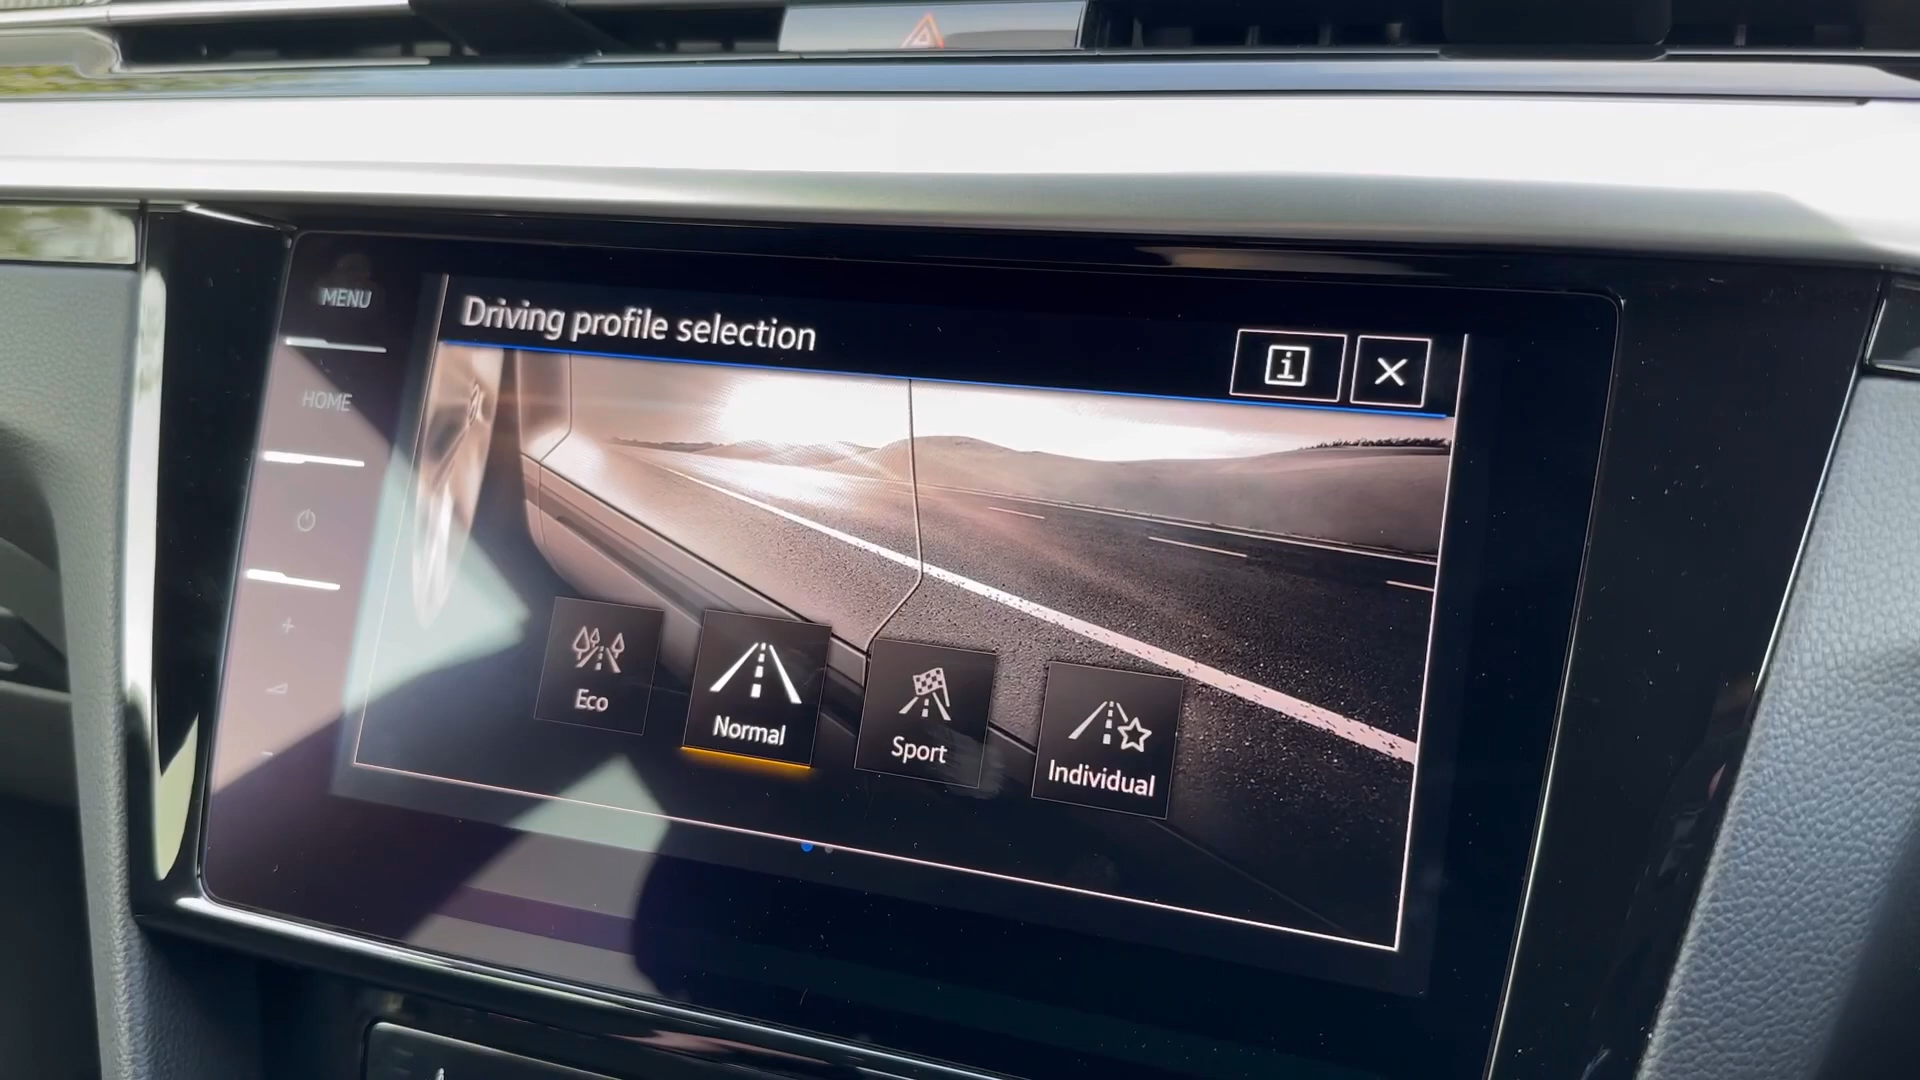 MENU
HOME
Driving profile selection
Eco
Normal
Sport
Individual